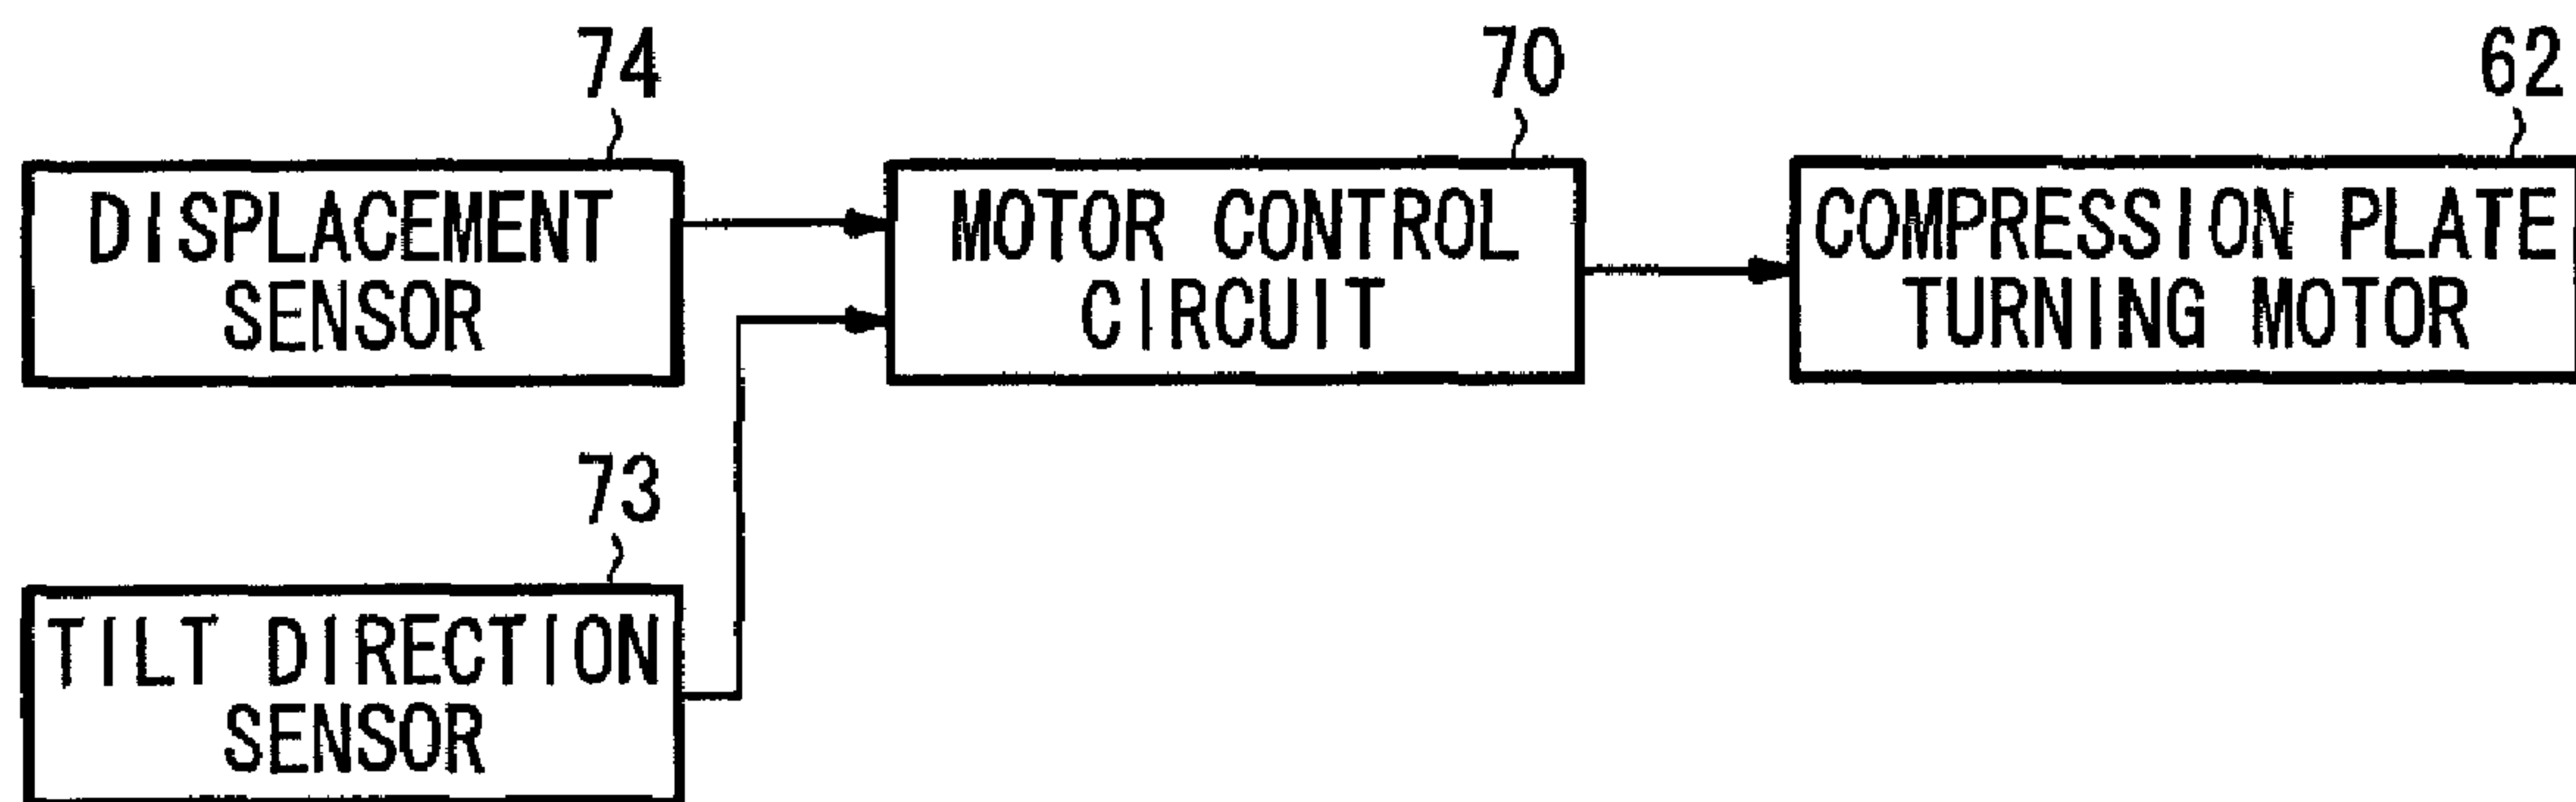 74
DISPLACEMENT
SENSOR
70
MOTOR CONTROL
CIRCUIT
62
COMPRESSION PLATE
TURNING MOTOR
73
TILT DIRECTION
SENSOR